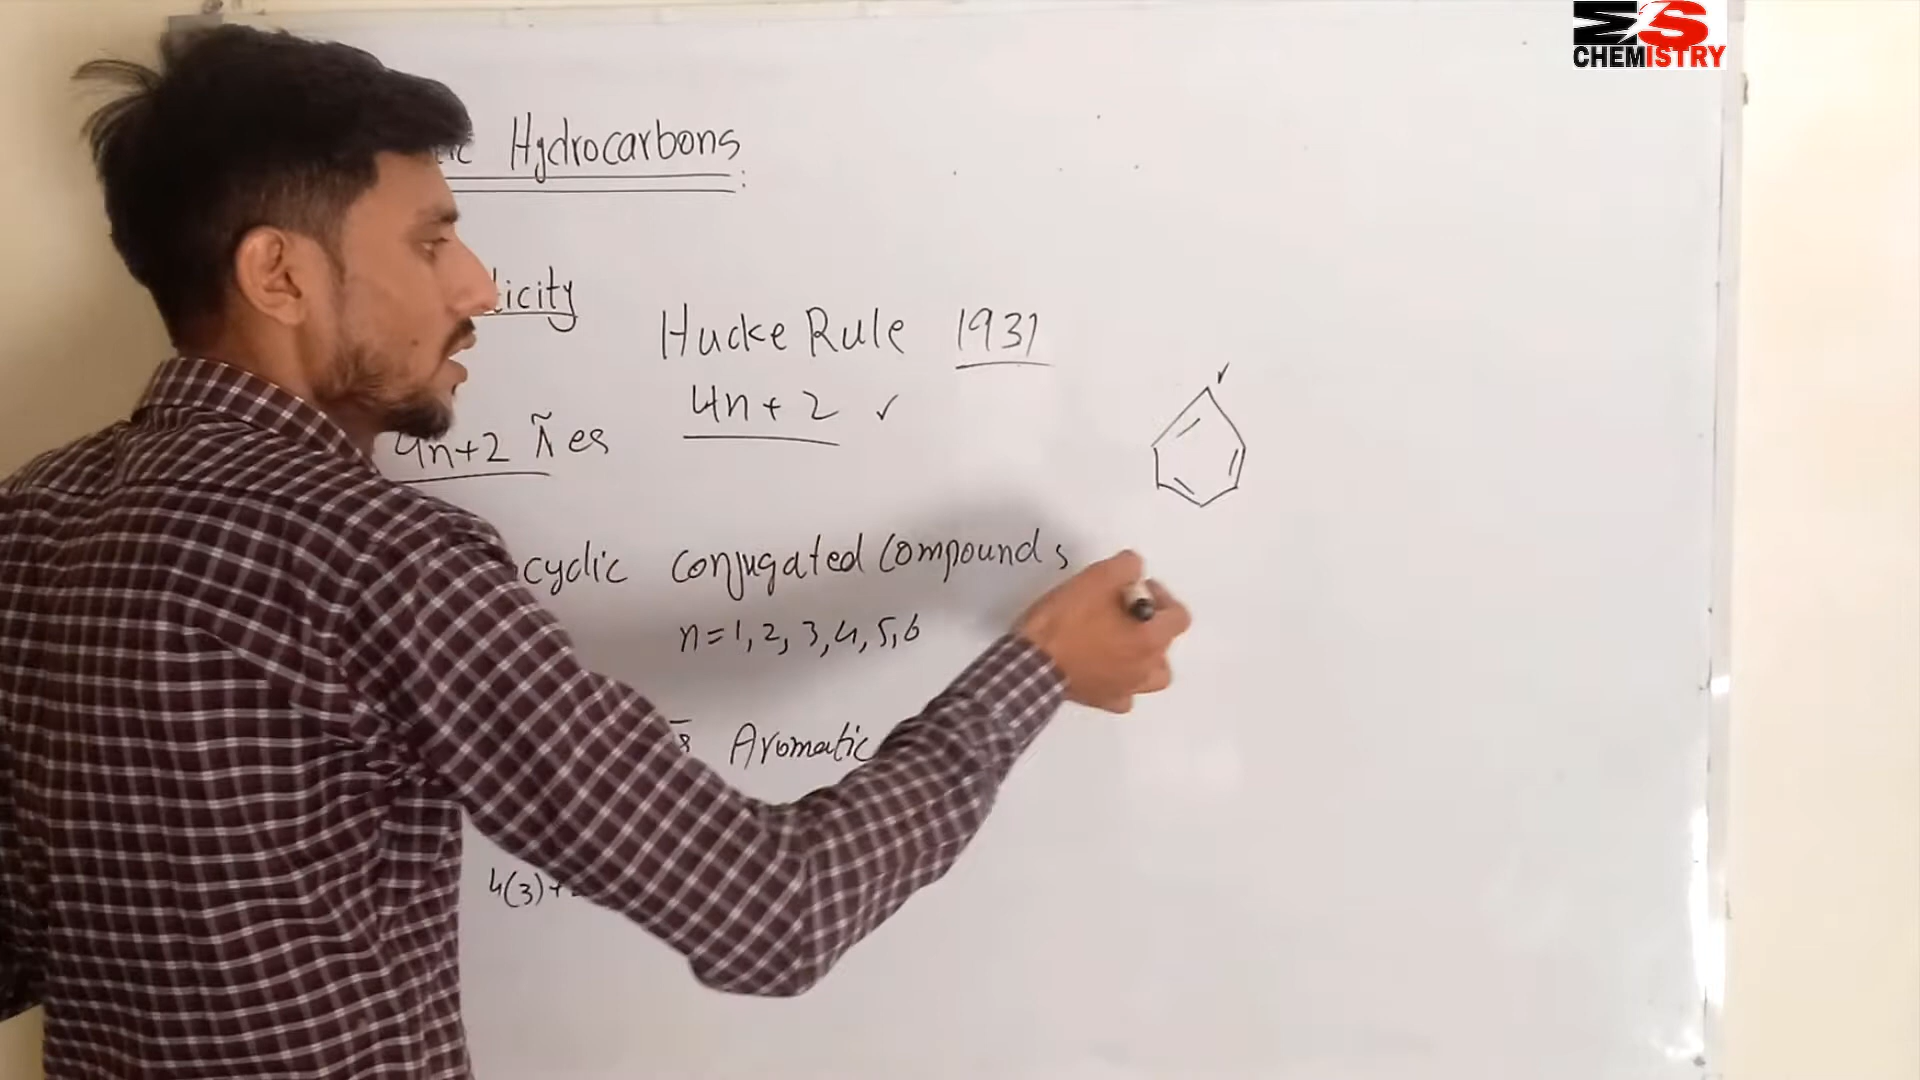 MS
CHEMISTRY
Hydrocarbons :
Hucke Rule 1931
4n + 2 ✓
4n+2 π es
cyclic conjugated compounds
n = 1, 2, 3, 4, 5, 6
Aromatic
4(3)+